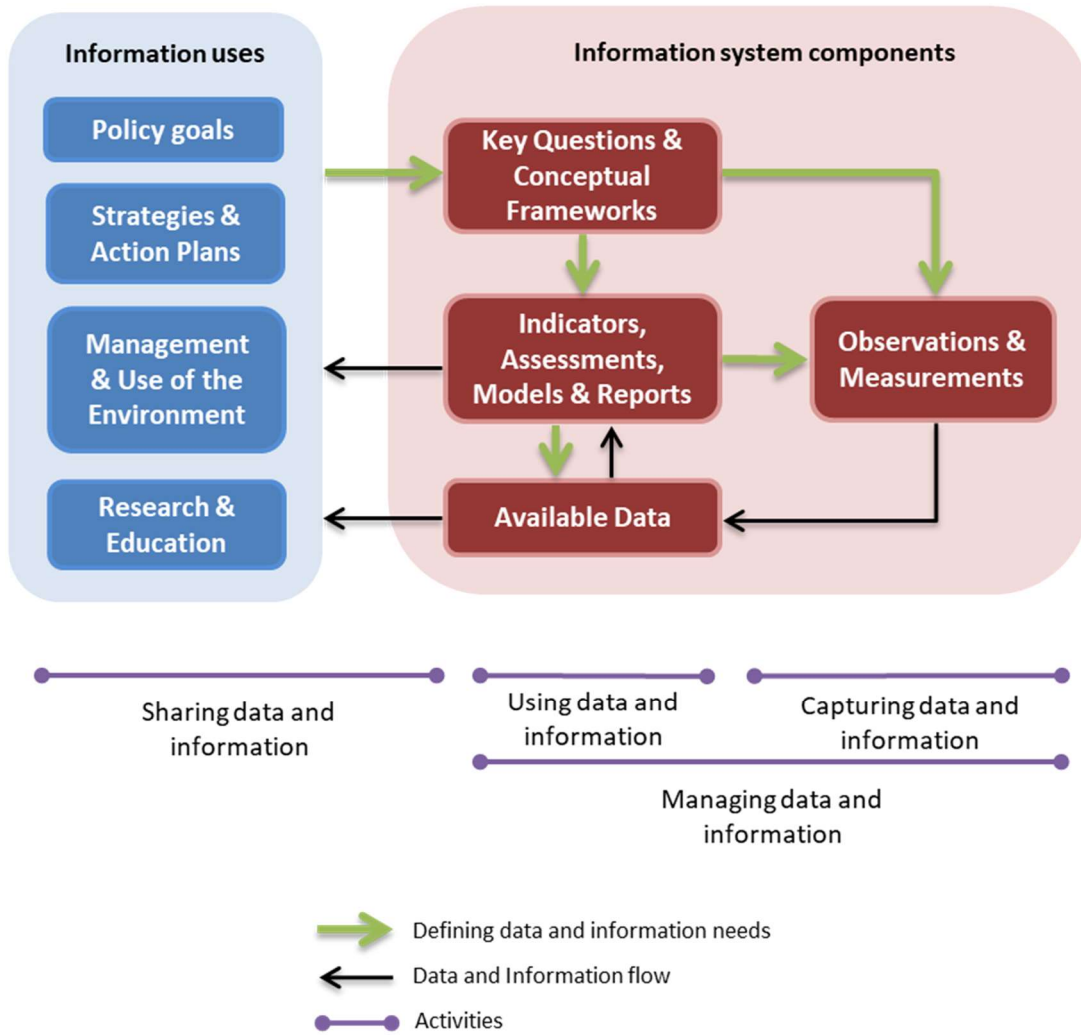 Information uses
Policy goals
Strategies &
Action Plans
Management
& Use of the
Environment
Research &
Education
Information system components
Key Questions &
Conceptual
Frameworks
Indicators,
Assessments,
Models & Reports
Observations &
Measurements
Available Data
Sharing data and
information
Using data and
information
Capturing data and
information
Managing data and
information
Defining data and information needs
Data and Information flow
Activities